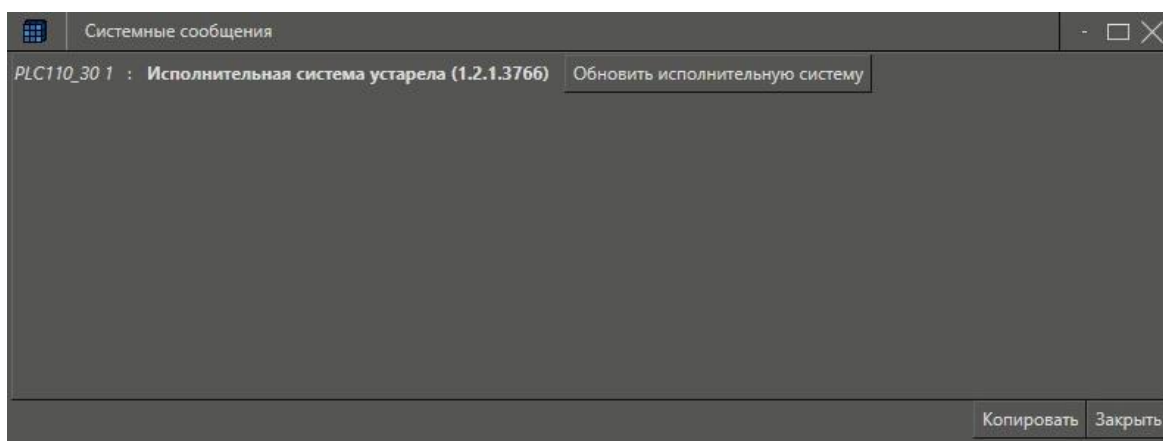 Системные сообщения
PLC110_30 1 : Исполнительная система устарела (1.2.1.3766) Обновить исполнительную систему
Копировать Закрыть